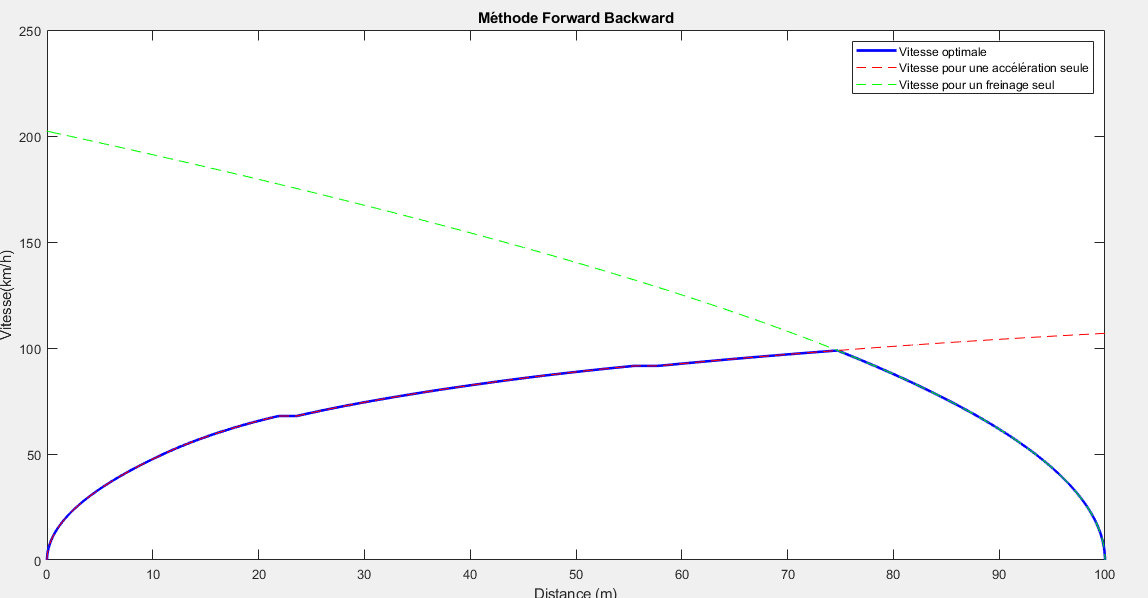 Méthode Forward Backward
Vitesse optimale
Vitesse pour une accélération seule
Vitesse pour un freinage seul
250
200
150
100
50
0
Vitesse(km/h)
0 10 20 30 40 50 60 70 80 90 100
Distance (m)